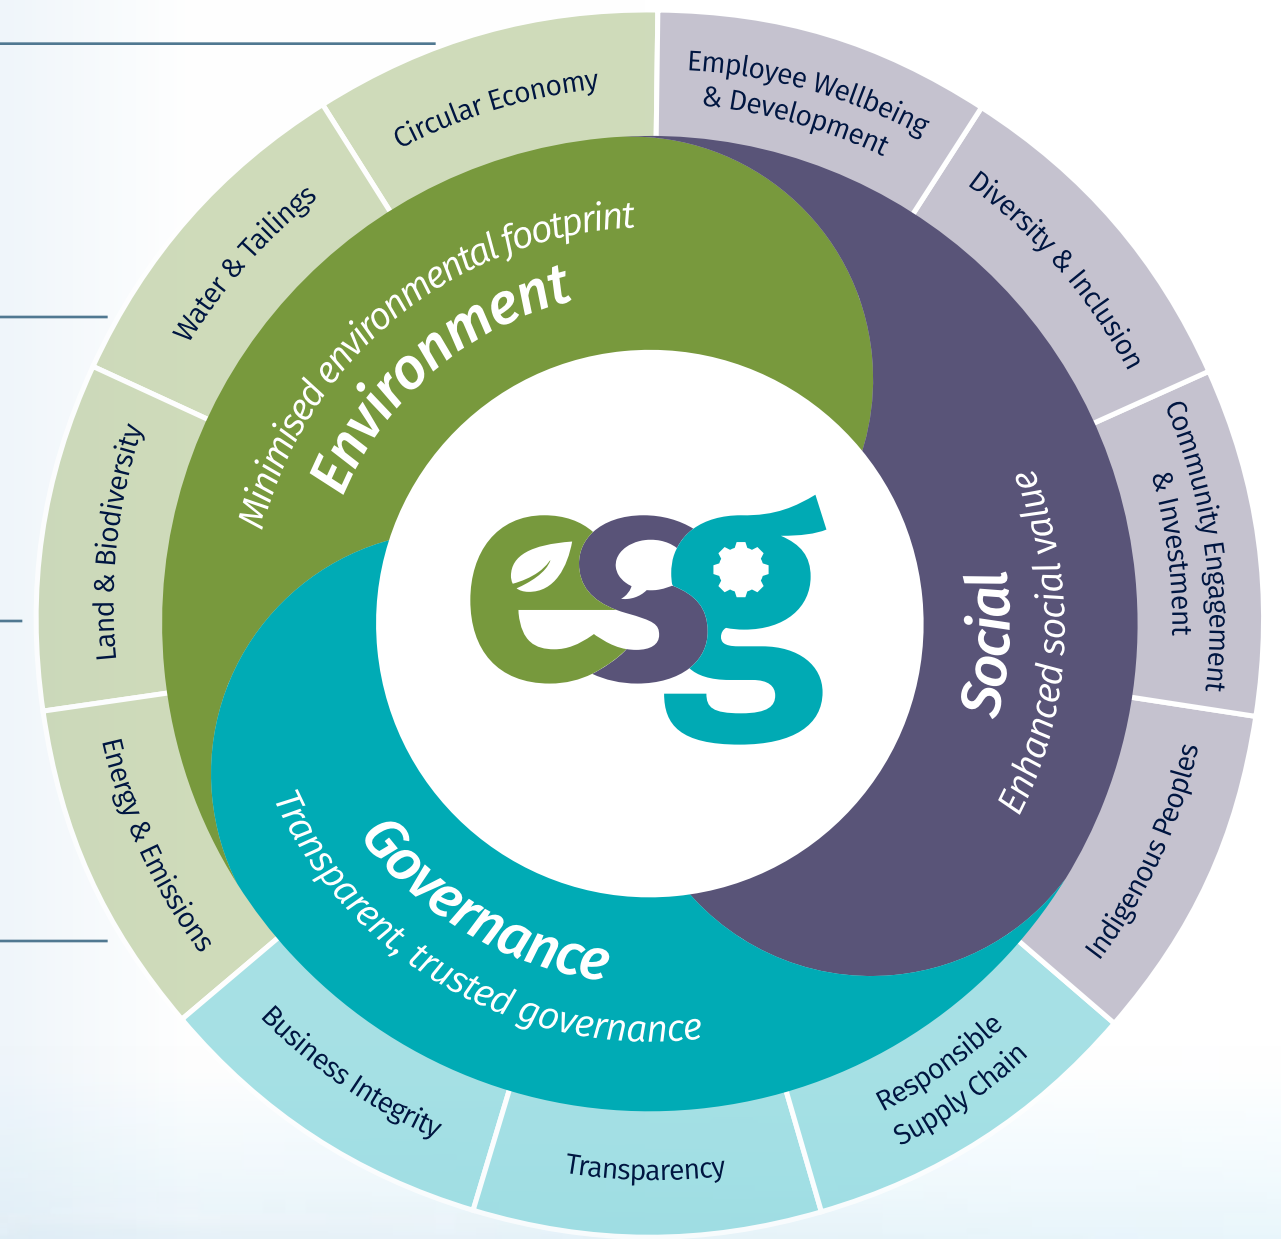 Circular Economy
Water & Tailings
Land & Biodiversity
Energy & Emissions
Minimised environmental footprint
Environment
Employee Wellbeing
& Development
Diversity & Inclusion
Community Engagement
& Investment
Indigenous Peoples
Social
Enhanced social value
esg
Governance
Transparent, trusted governance
Business Integrity
Transparency
Responsible
Supply Chain